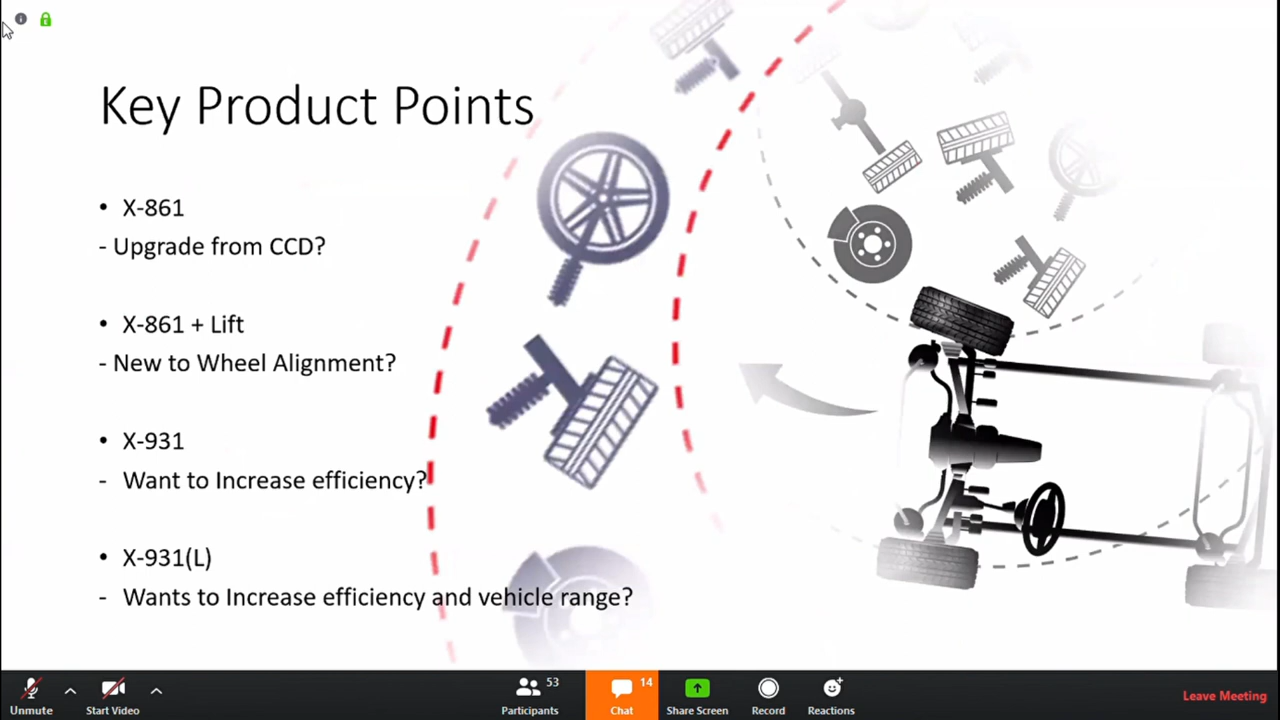 Key Product Points
• X-861
- Upgrade from CCD?
• X-861 + Lift
- New to Wheel Alignment?
• X-931
- Want to Increase efficiency?
• X-931(L)
- Wants to Increase efficiency and vehicle range?
53
14
Unmute
Start Video
Participants
Chat
Share Screen
Record
Reactions
Leave Meeting